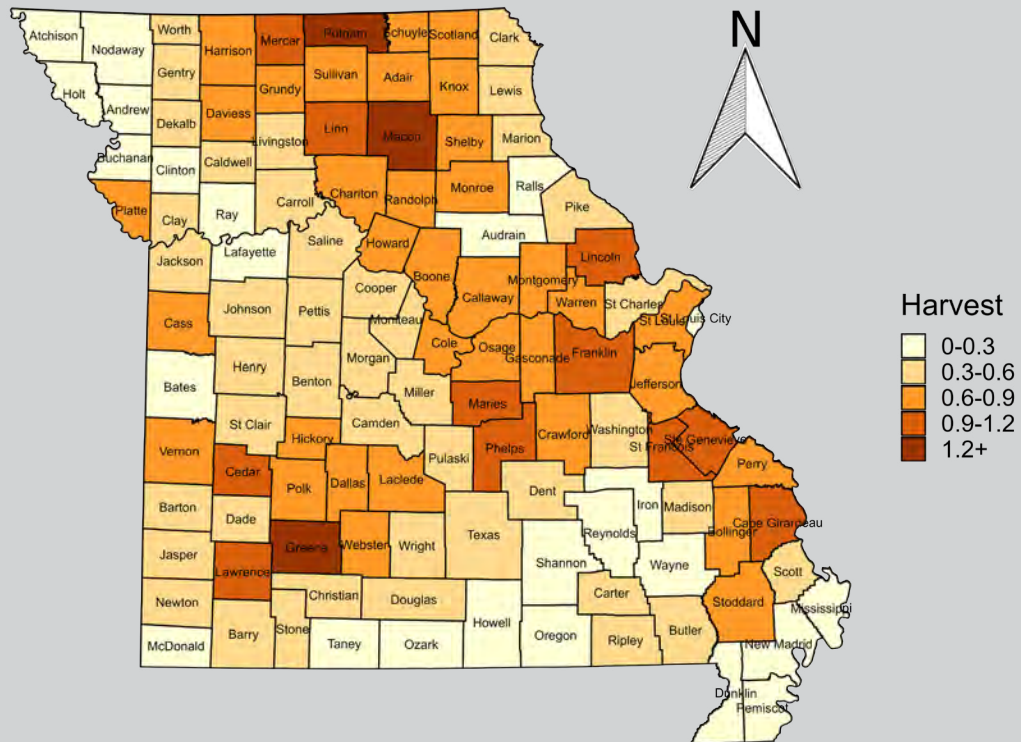 N
Atchison
Nodaway
Worth
Harrison
Mercer
Putnam
Schuyle
Scotland
Clark
Gentry
Sullivan
Adair
Knox
Lewis
Holt
Andrew
Dekalb
Daviess
Grundy
Linn
Macon
Shelby
Marion
Livingston
Buchanan
Clinton
Caldwell
Chariton
Randolph
Monroe
Ralls
Platte
Clay
Ray
Carroll
Pike
Audrain
Jackson
Lafayette
Saline
Howard
Boone
Lincoln
Cooper
Callaway
Montgomery
Warren
St Charles
St Louis
St Louis City
Cass
Johnson
Pettis
Moniteau
Cole
Osage
Gasconade
Franklin
Jefferson
Bates
Henry
Benton
Morgan
Miller
Maries
St Clair
Camden
Hickory
Pulaski
Phelps
Crawford
Washington
St Francois
Ste Genevieve
Perry
Vernon
Cedar
Polk
Dallas
Laclede
Dent
Iron
Madison
Bollinger
Cape Girardeau
Barton
Dade
Greene
Webster
Wright
Texas
Reynolds
Shannon
Wayne
Scott
Jasper
Lawrence
Christian
Douglas
Carter
Stoddard
Mississippi
Newton
Barry
Stone
Howell
Oregon
Ripley
Butler
McDonald
Taney
Ozark
New Madrid
Dunklin
Pemiscot
Harvest
0-0.3
0.3-0.6
0.6-0.9
0.9-1.2
1.2+